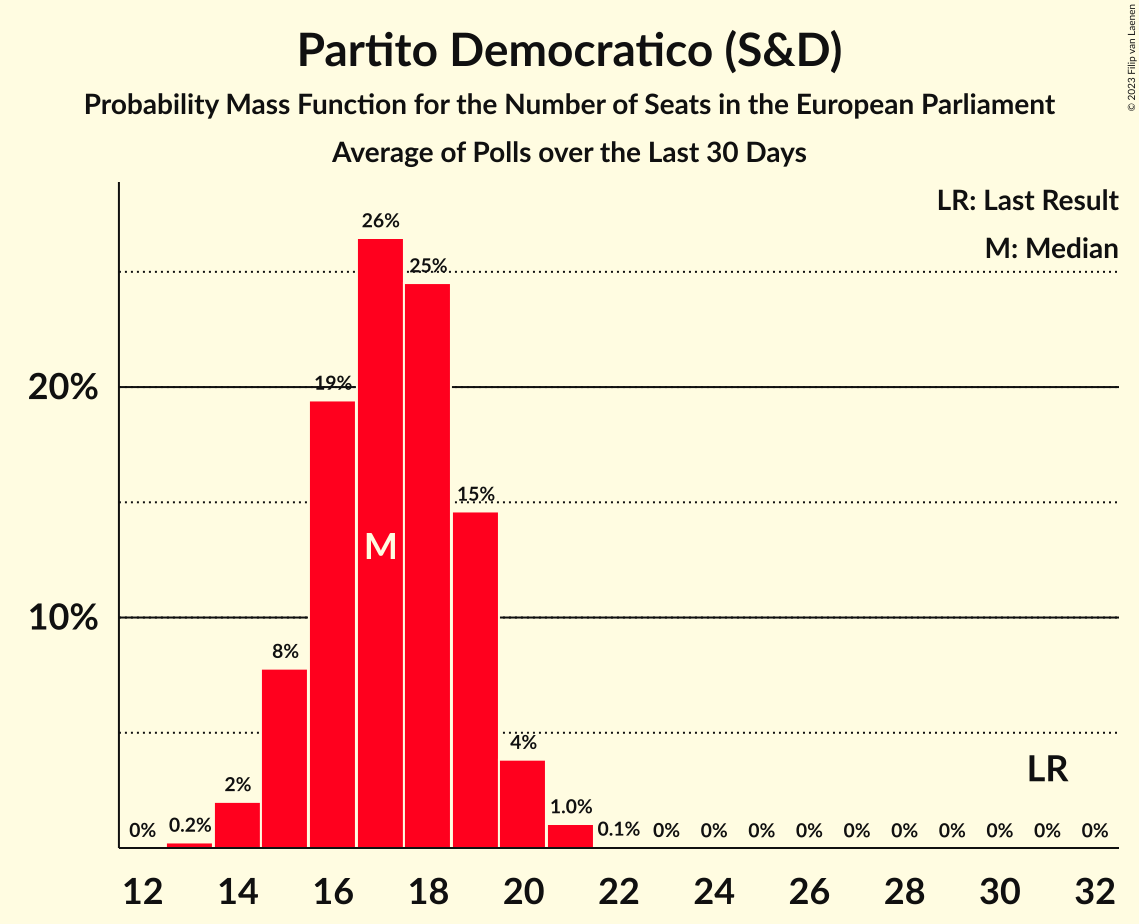 Partito Democratico (S&D)
Probability Mass Function for the Number of Seats in the European Parliament
Average of Polls over the Last 30 Days
© 2023 Filip van Laenen
LR: Last Result
M: Median
26%
25%
20%
19%
15%
M
10%
8%
4%
LR
2%
1.0%
0% 0.2% 0.1% 0% 0% 0% 0% 0% 0% 0% 0% 0% 0%
12 14 16 18 20 22 24 26 28 30 32